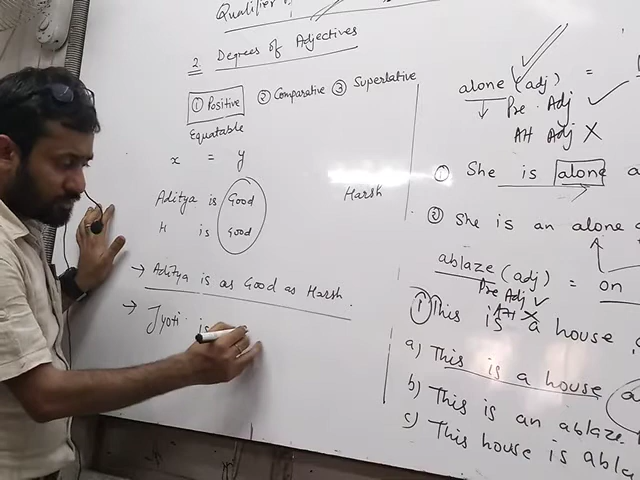 Qualifier
2 Degrees of Adjectives
① Positive ② Comparative ③ Superlative
Equatable
x = y
Aditya is Good
H is Good
Harsh
→ Aditya is as Good as Harsh.
→ Jyoti is
alone (adj) =
↓ Pre. Adj ✓
Att Adj X
① She is alone a
② She is an alone
ablaze (adj) = on
Pre Adj ✓
Att X
① This is a house
a) This is a house a
b) This is an ablaze
c) This house is abl